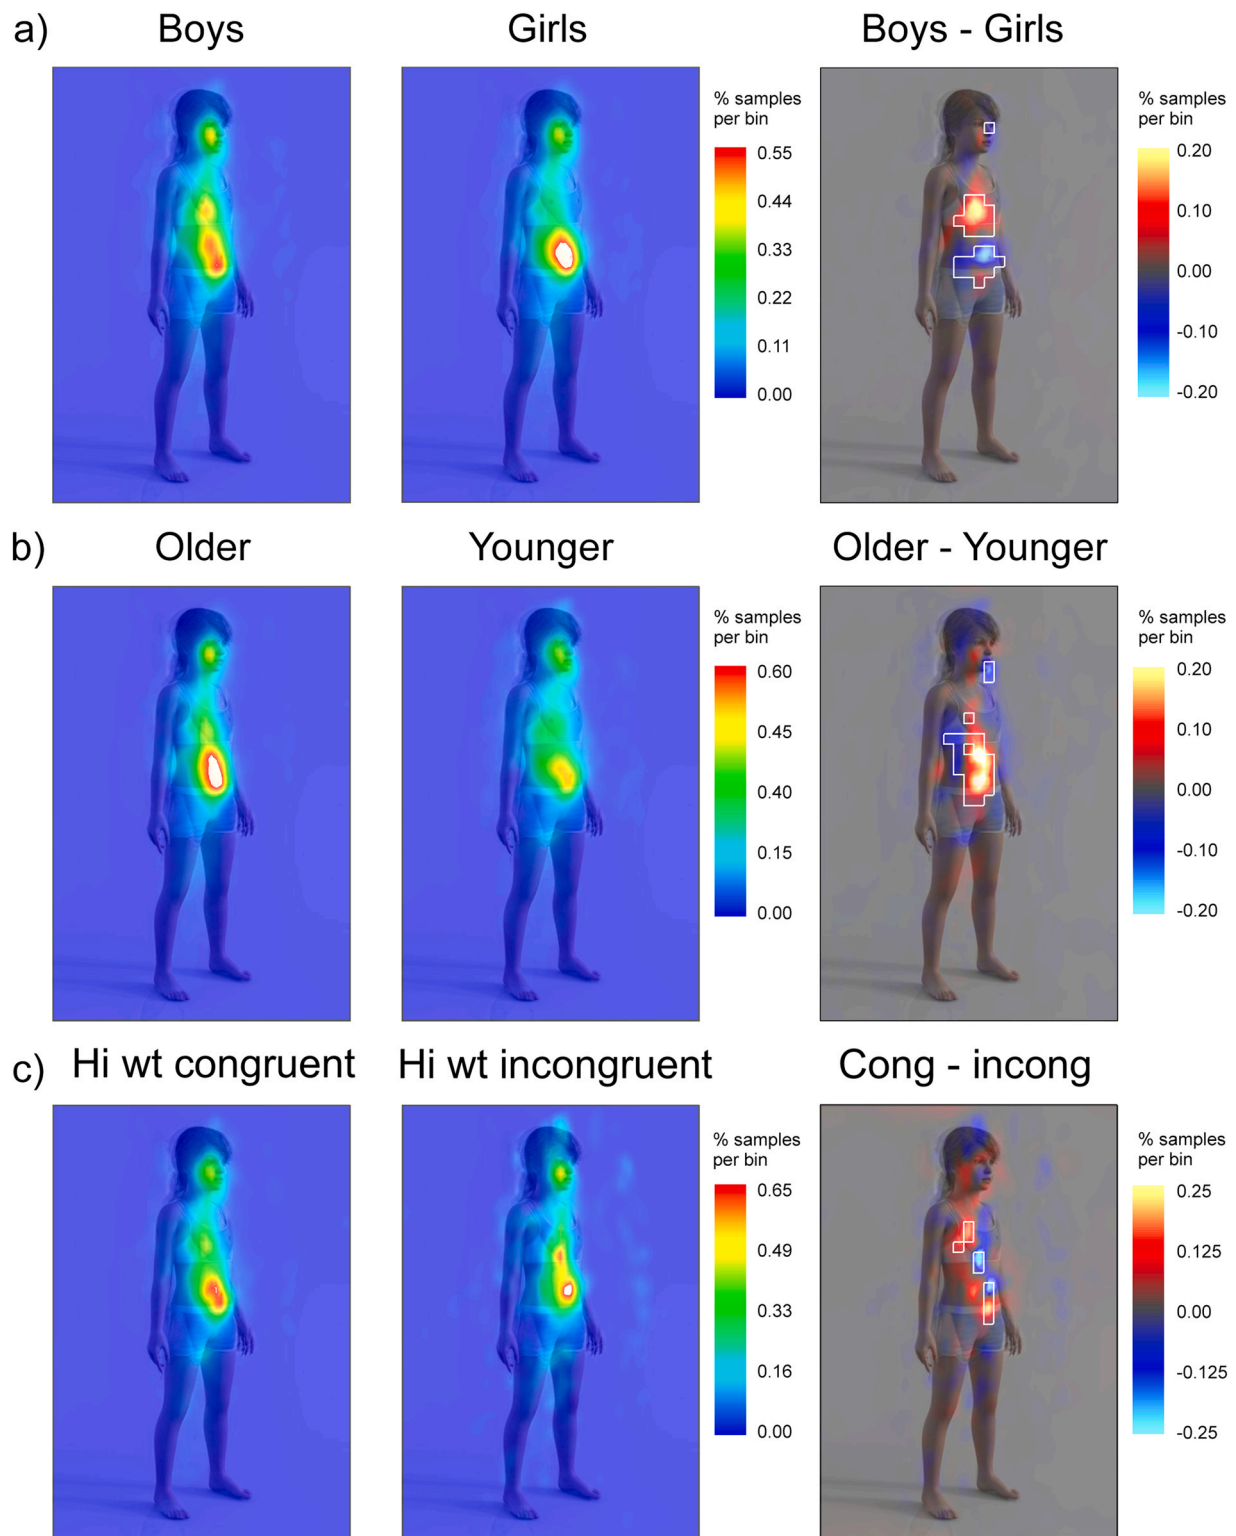 a) Boys Girls Boys - Girls
% samples
per bin
0.55
0.44
0.33
0.22
0.11
0.00
% samples
per bin
0.20
0.10
0.00
-0.10
-0.20
b) Older Younger Older - Younger
% samples
per bin
0.60
0.45
0.40
0.15
0.00
% samples
per bin
0.20
0.10
0.00
-0.10
-0.20
c) Hi wt congruent Hi wt incongruent Cong - incong
% samples
per bin
0.65
0.49
0.33
0.16
0.00
% samples
per bin
0.25
0.125
0.00
-0.125
-0.25